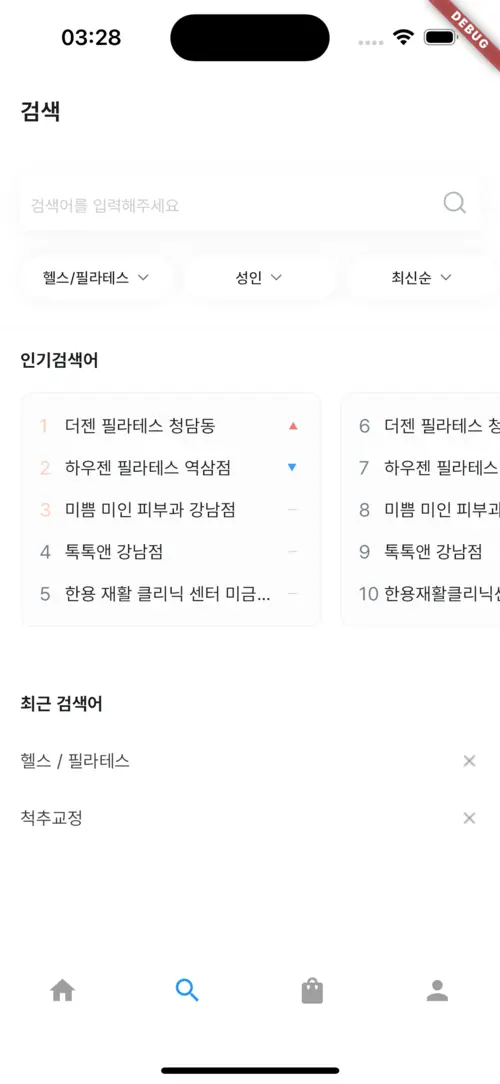 03:28
DEBUG
검색
검색어를 입력해주세요
헬스/필라테스 성인 최신순
인기검색어
1 더젠 필라테스 청담동
2 하우젠 필라테스 역삼점
3 미쁨 미인 피부과 강남점
4 톡톡앤 강남점
5 한용 재활 클리닉 센터 미금...
6 더젠 필라테스 청
7 하우젠 필라테스
8 미쁨 미인 피부과
9 톡톡앤 강남점
10 한용재활클리닉센
최근 검색어
헬스 / 필라테스
척추교정